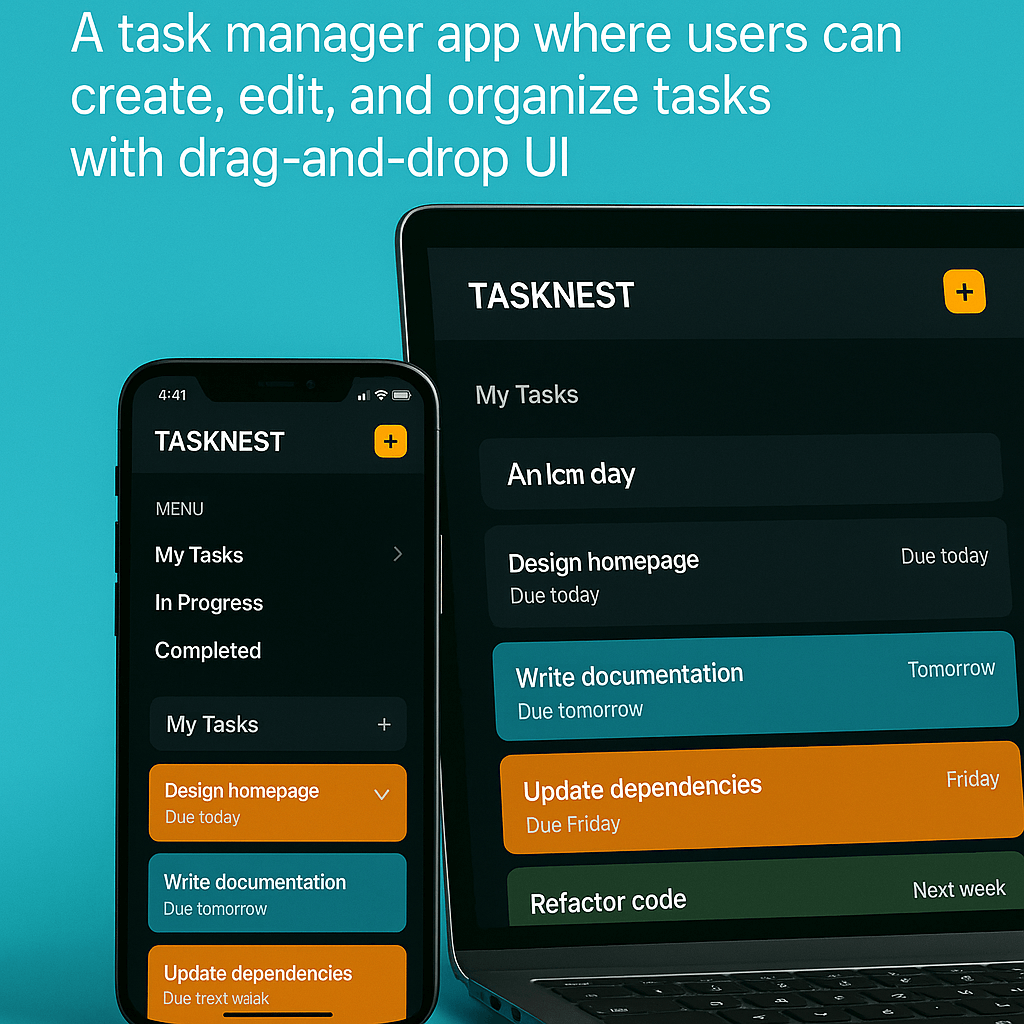 A task manager app where users can
create, edit, and organize tasks
with drag-and-drop UI
TASKNEST
My Tasks
An lcm day
Design homepage
Due today
Due today
Write documentation
Tomorrow
Due tomorrow
Update dependencies
Friday
Due Friday
Refactor code
Next week
4:41
TASKNEST
MENU
My Tasks
In Progress
Completed
My Tasks
Design homepage
Due today
Write documentation
Due tomorrow
Update dependencies
Due trext waiak